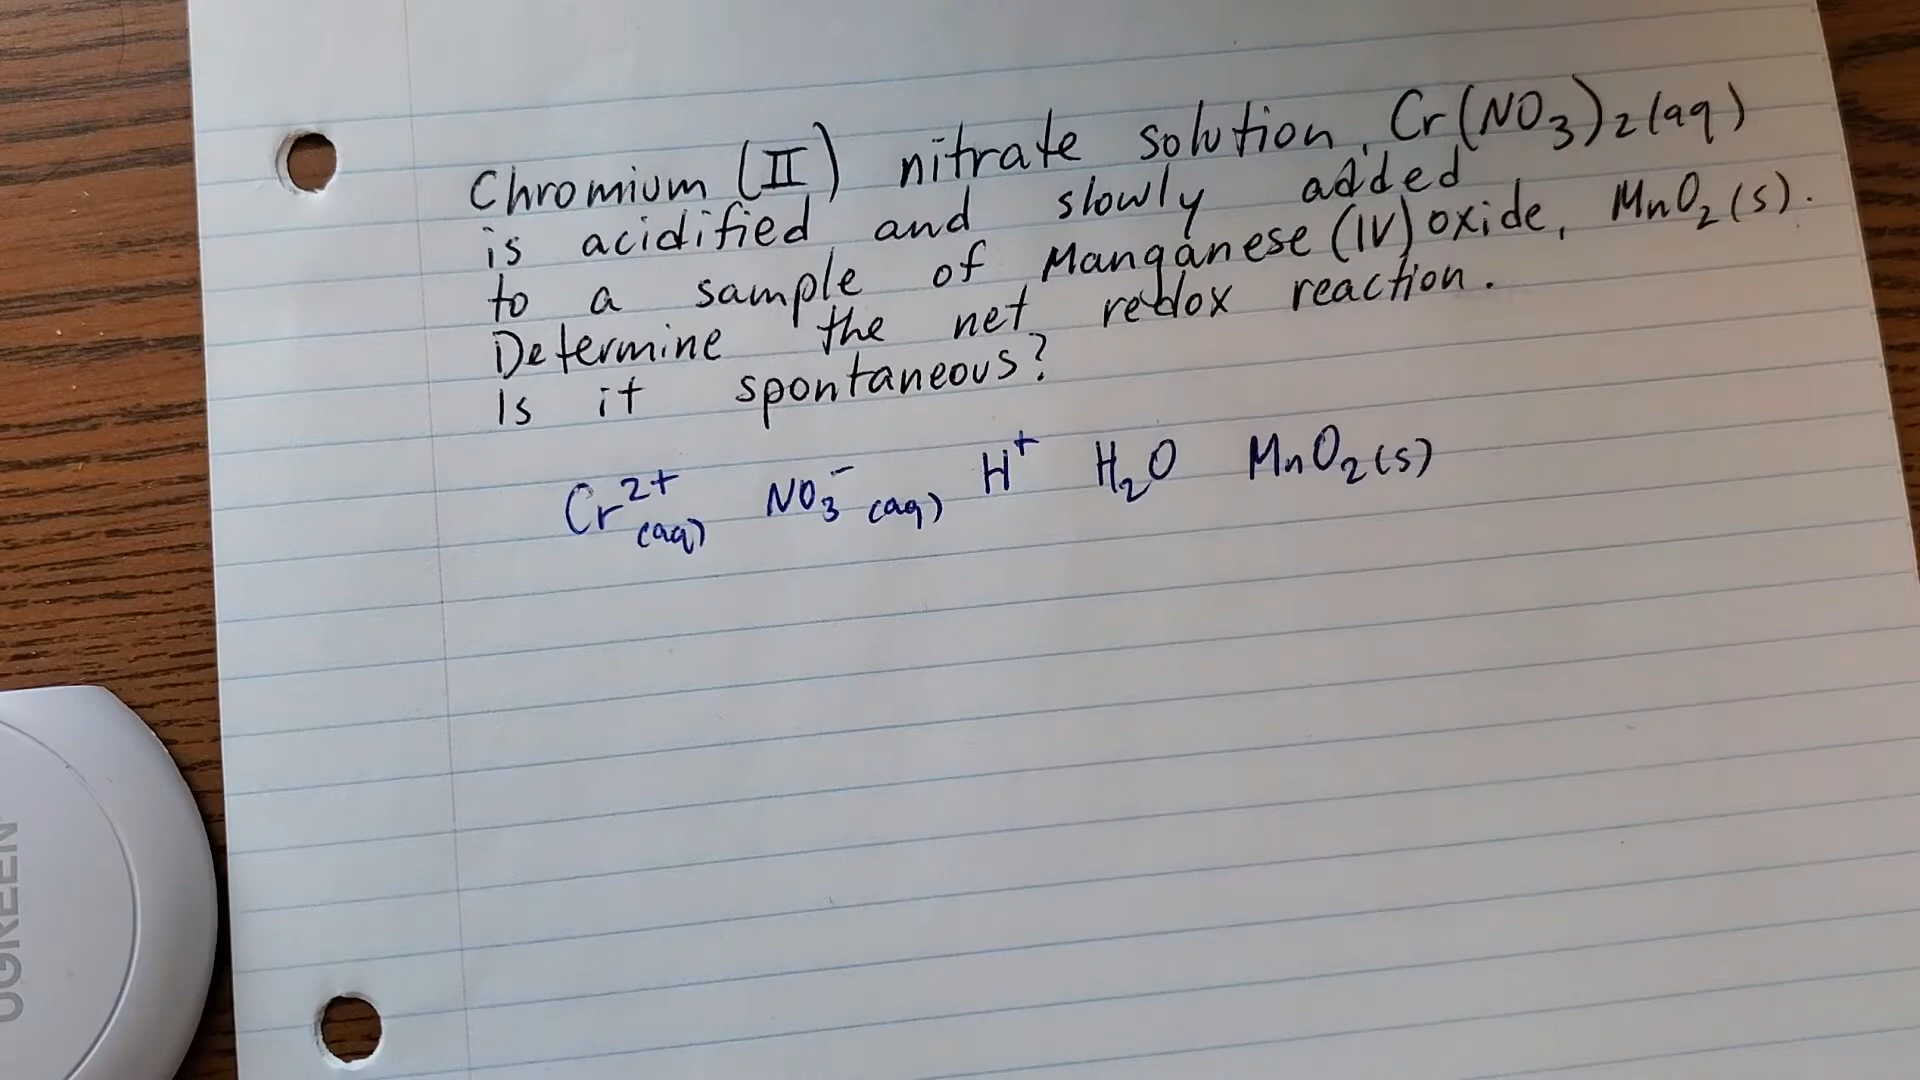 Chromium (II) nitrate solution, Cr(NO₃)₂(aq)
is acidified and slowly added
to a sample of Manganese (IV) oxide, MnO₂(s).
Determine the net redox reaction.
Is it spontaneous?
Cr²⁺(aq) NO₃⁻(aq) H⁺ H₂O MnO₂(s)
UGREEN